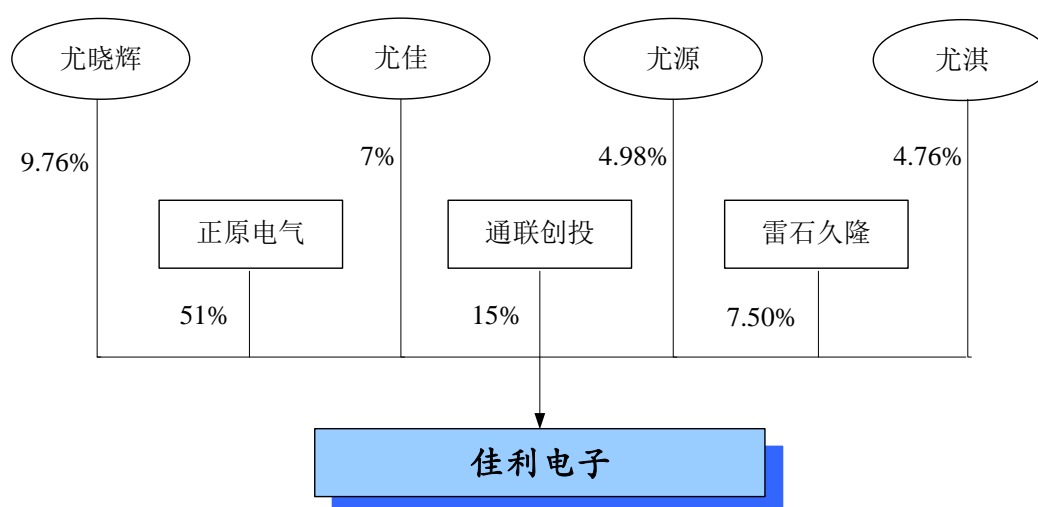 尤晓辉
尤佳
尤源
尤淇
9.76%
7%
4.98%
4.76%
正原电气
通联创投
雷石久隆
51%
15%
7.50%
佳利电子